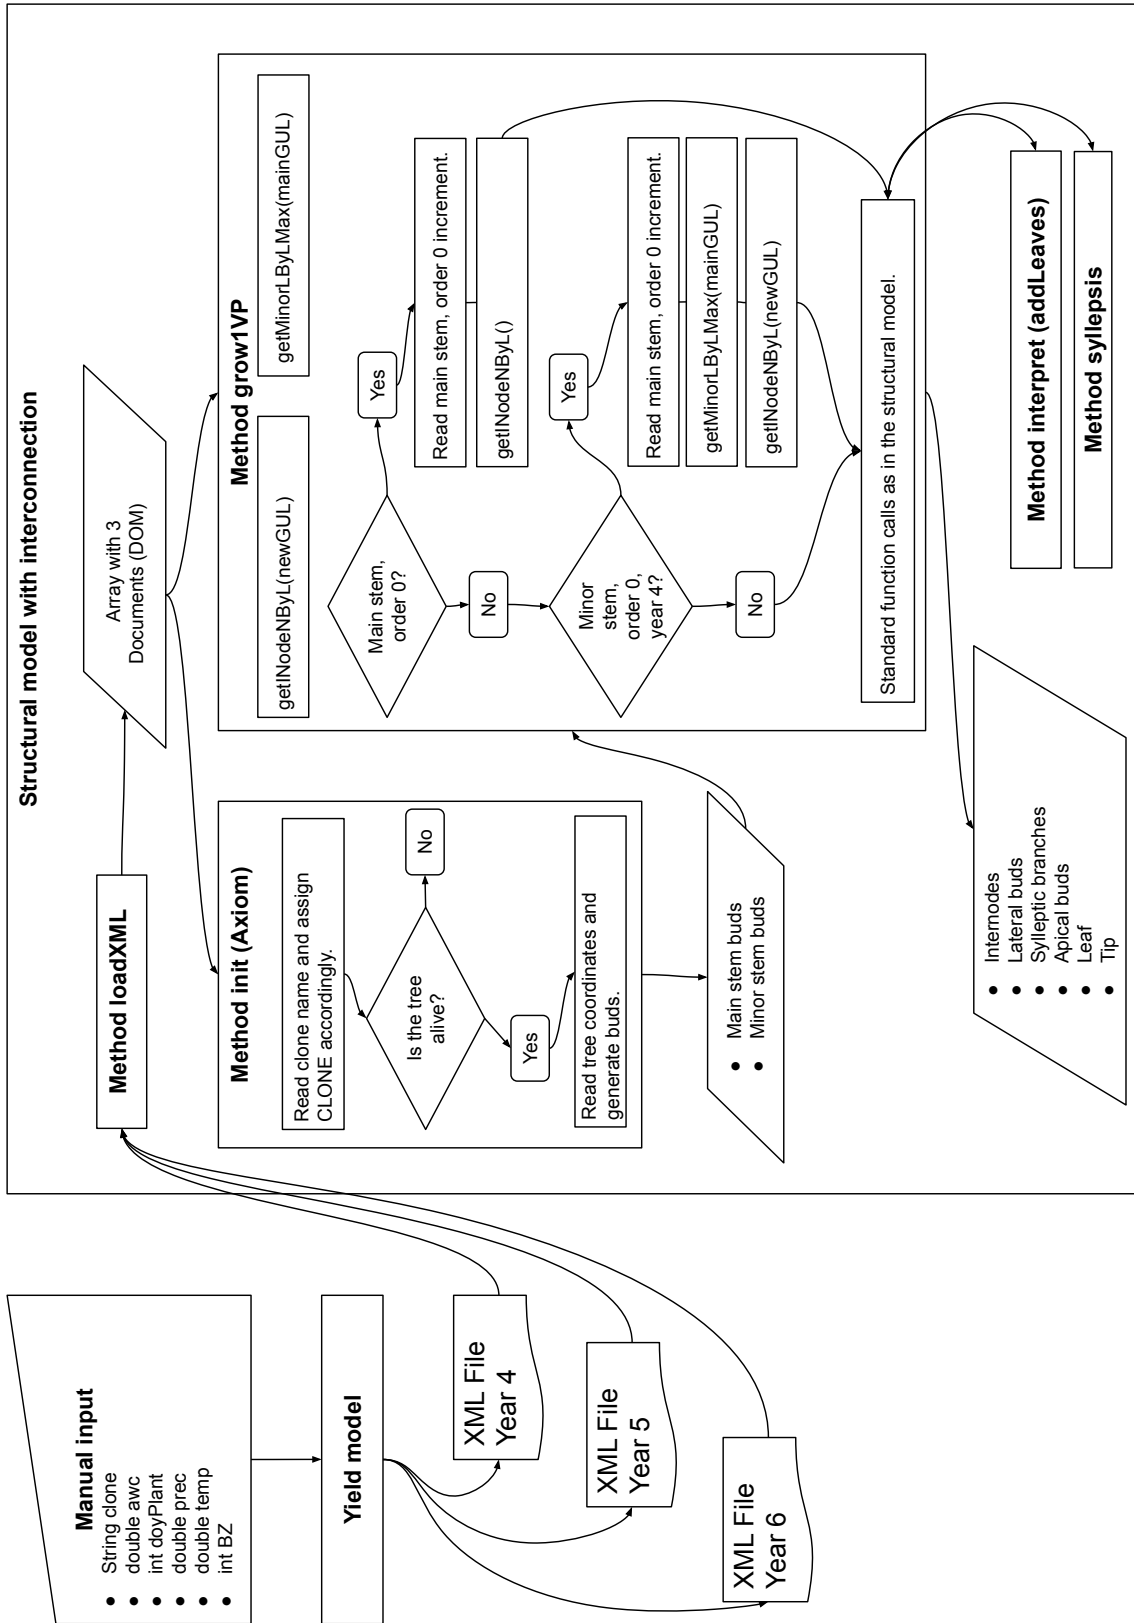 Structural model with interconnection
Manual input
● String clone
● double awc
● int doyPlant
● double prec
● double temp
● int BZ
Yield model
XML File
Year 4
XML File
Year 5
XML File
Year 6
Method loadXML
Array with 3
Documents (DOM)
Method init (Axiom)
Read clone name and assign
CLONE accordingly.
Is the tree
alive?
No
Yes
Read tree coordinates and
generate buds.
● Main stem buds
● Minor stem buds
Method grow1VP
getINodeNByL(newGUL)
getMinorLByLMax(mainGUL)
Main stem,
order 0?
Yes
Read main stem, order 0 increment.
getINodeNByL()
No
Minor
stem,
order 0,
year 4?
Yes
Read main stem, order 0 increment.
getMinorLByLMax(mainGUL)
getINodeNByL(newGUL)
No
Standard function calls as in the structural model.
● Internodes
● Lateral buds
● Sylleptic branches
● Apical buds
● Leaf
● Tip
Method interpret (addLeaves)
Method syllepsis